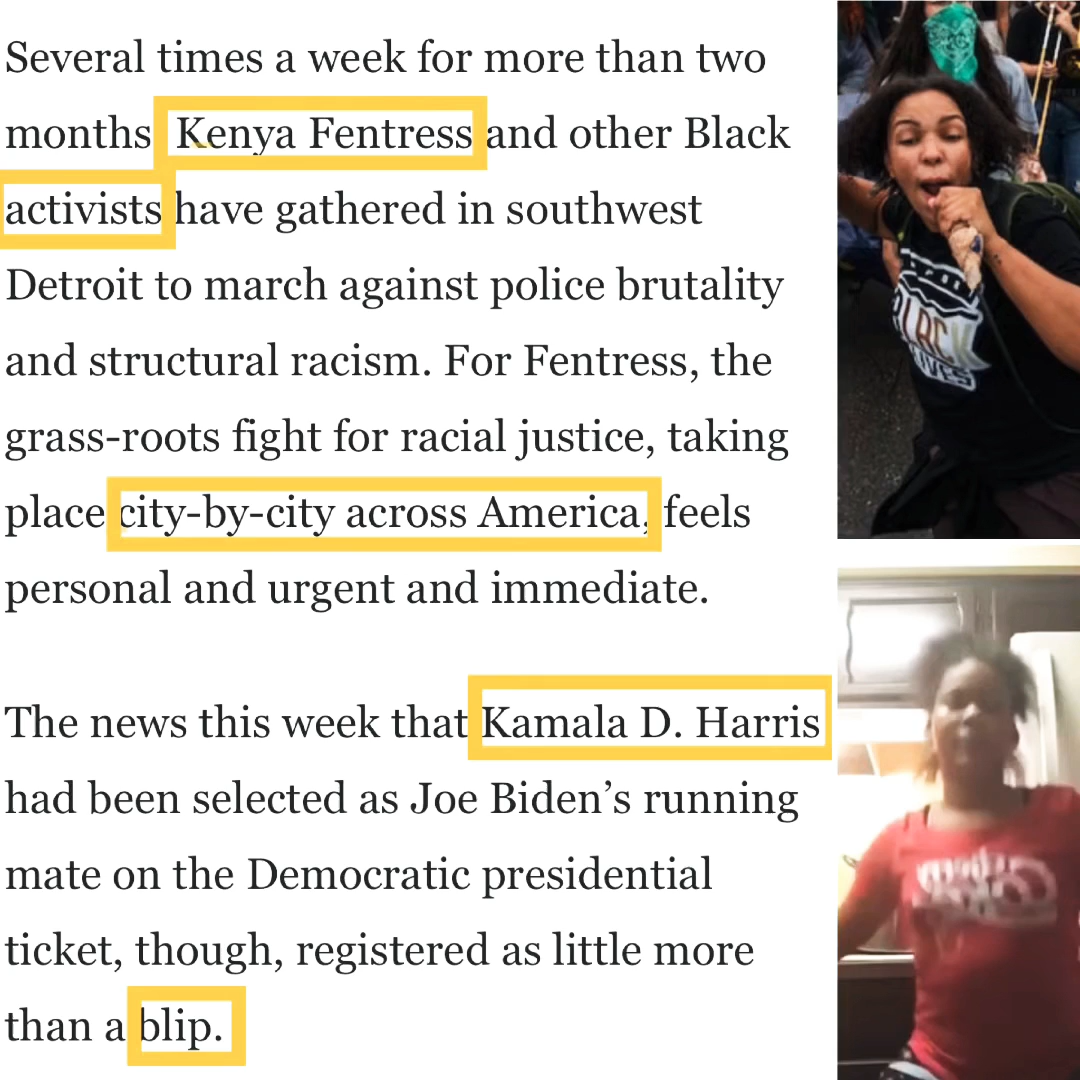 Several times a week for more than two
months Kenya Fentress and other Black
activists have gathered in southwest
Detroit to march against police brutality
and structural racism. For Fentress, the
grass-roots fight for racial justice, taking
place city-by-city across America, feels
personal and urgent and immediate.
The news this week that Kamala D. Harris
had been selected as Joe Biden’s running
mate on the Democratic presidential
ticket, though, registered as little more
than a blip.
BLACK
LIVES